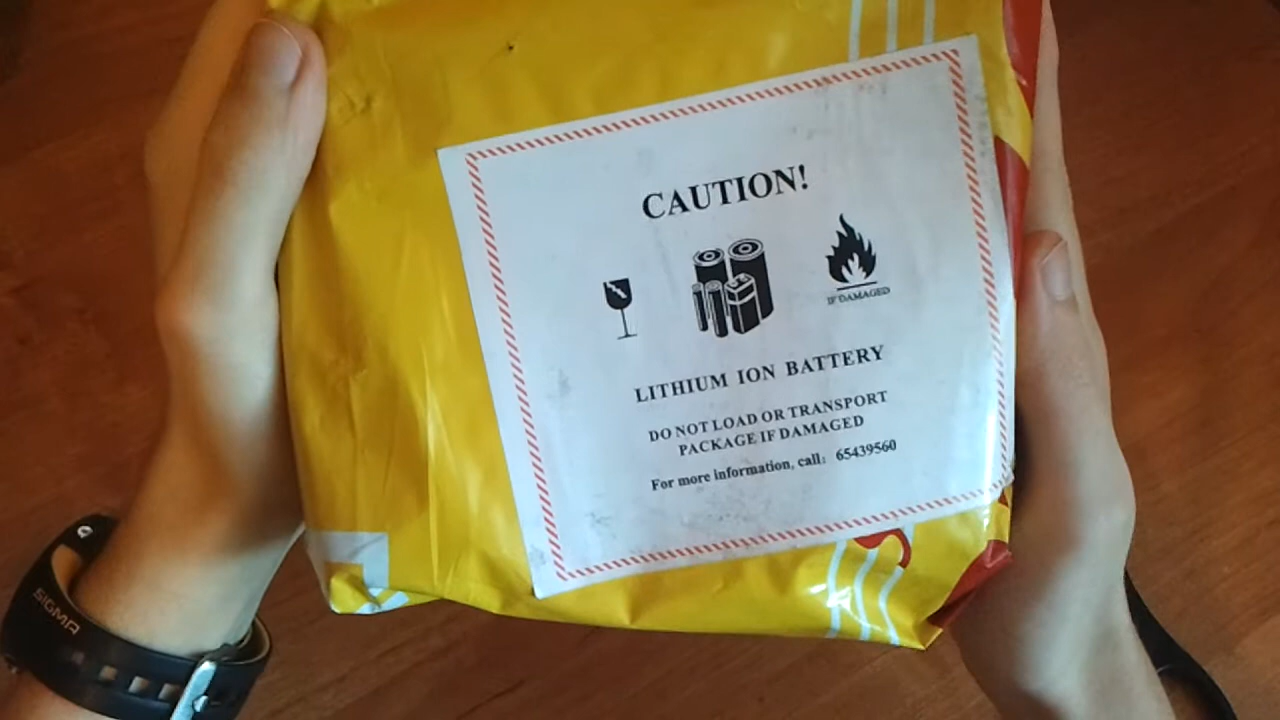 CAUTION!
IF DAMAGED
LITHIUM ION BATTERY
DO NOT LOAD OR TRANSPORT
PACKAGE IF DAMAGED
For more information, call: 65439560
SIGMA